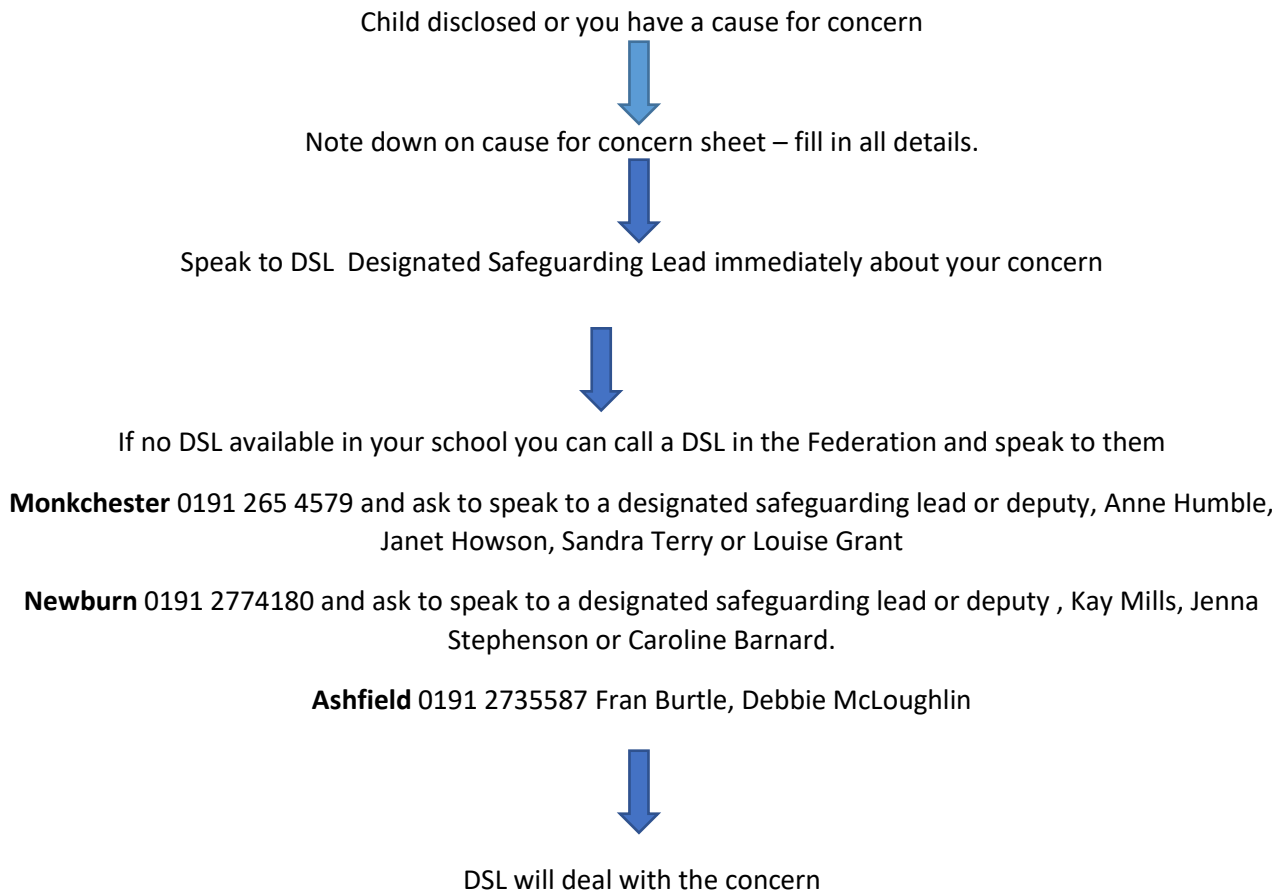 Child disclosed or you have a cause for concern
Note down on cause for concern sheet – fill in all details.
Speak to DSL  Designated Safeguarding Lead immediately about your concern
If no DSL available in your school you can call a DSL in the Federation and speak to them
Monkchester 0191 265 4579 and ask to speak to a designated safeguarding lead or deputy, Anne Humble,
Janet Howson, Sandra Terry or Louise Grant
Newburn 0191 2774180 and ask to speak to a designated safeguarding lead or deputy , Kay Mills, Jenna
Stephenson or Caroline Barnard.
Ashfield 0191 2735587 Fran Burtle, Debbie McLoughlin
DSL will deal with the concern